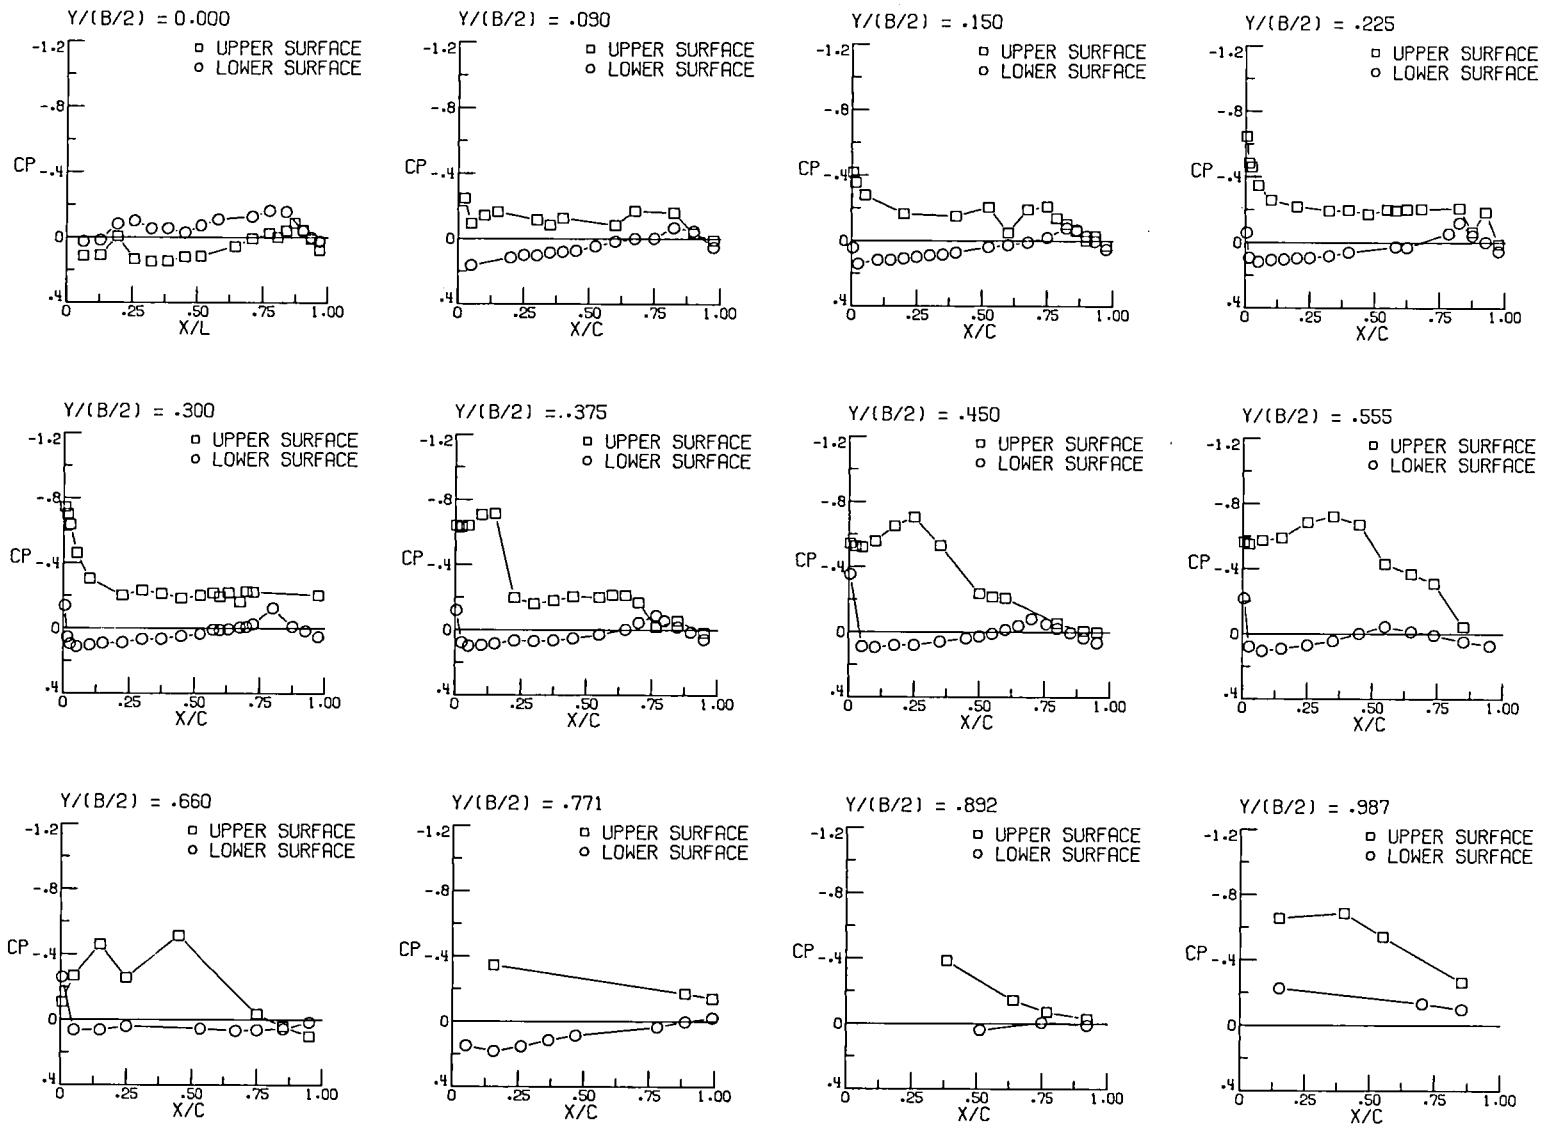 Y/(B/2) = 0.000
□ UPPER SURFACE
○ LOWER SURFACE
-1.2
-.8
CP -.4
0
.4
0 .25 .50 .75 1.00
X/L
Y/(B/2) = .090
□ UPPER SURFACE
○ LOWER SURFACE
-1.2
-.8
CP -.4
0
.4
0 .25 .50 .75 1.00
X/C
Y/(B/2) = .150
□ UPPER SURFACE
○ LOWER SURFACE
-1.2
-.8
CP -.4
0
.4
0 .25 .50 .75 1.00
X/C
Y/(B/2) = .225
□ UPPER SURFACE
○ LOWER SURFACE
-1.2
-.8
CP -.4
0
.4
0 .25 .50 .75 1.00
X/C
Y/(B/2) = .300
□ UPPER SURFACE
○ LOWER SURFACE
-1.2
-.8
CP -.4
0
.4
0 .25 .50 .75 1.00
X/C
Y/(B/2) =..375
□ UPPER SURFACE
○ LOWER SURFACE
-1.2
-.8
CP -.4
0
.4
0 .25 .50 .75 1.00
X/C
Y/(B/2) = .450
□ UPPER SURFACE
○ LOWER SURFACE
-1.2
-.8
CP -.4
0
.4
0 .25 .50 .75 1.00
X/C
Y/(B/2) = .555
□ UPPER SURFACE
○ LOWER SURFACE
-1.2
-.8
CP -.4
0
.4
0 .25 .50 .75 1.00
X/C
Y/(B/2) = .660
□ UPPER SURFACE
○ LOWER SURFACE
-1.2
-.8
CP -.4
0
.4
0 .25 .50 .75 1.00
X/C
Y/(B/2) = .771
□ UPPER SURFACE
○ LOWER SURFACE
-1.2
-.8
CP -.4
0
.4
0 .25 .50 .75 1.00
X/C
Y/(B/2) = .892
□ UPPER SURFACE
○ LOWER SURFACE
-1.2
-.8
CP -.4
0
.4
0 .25 .50 .75 1.00
X/C
Y/(B/2) = .987
□ UPPER SURFACE
○ LOWER SURFACE
-1.2
-.8
CP -.4
0
.4
0 .25 .50 .75 1.00
X/C